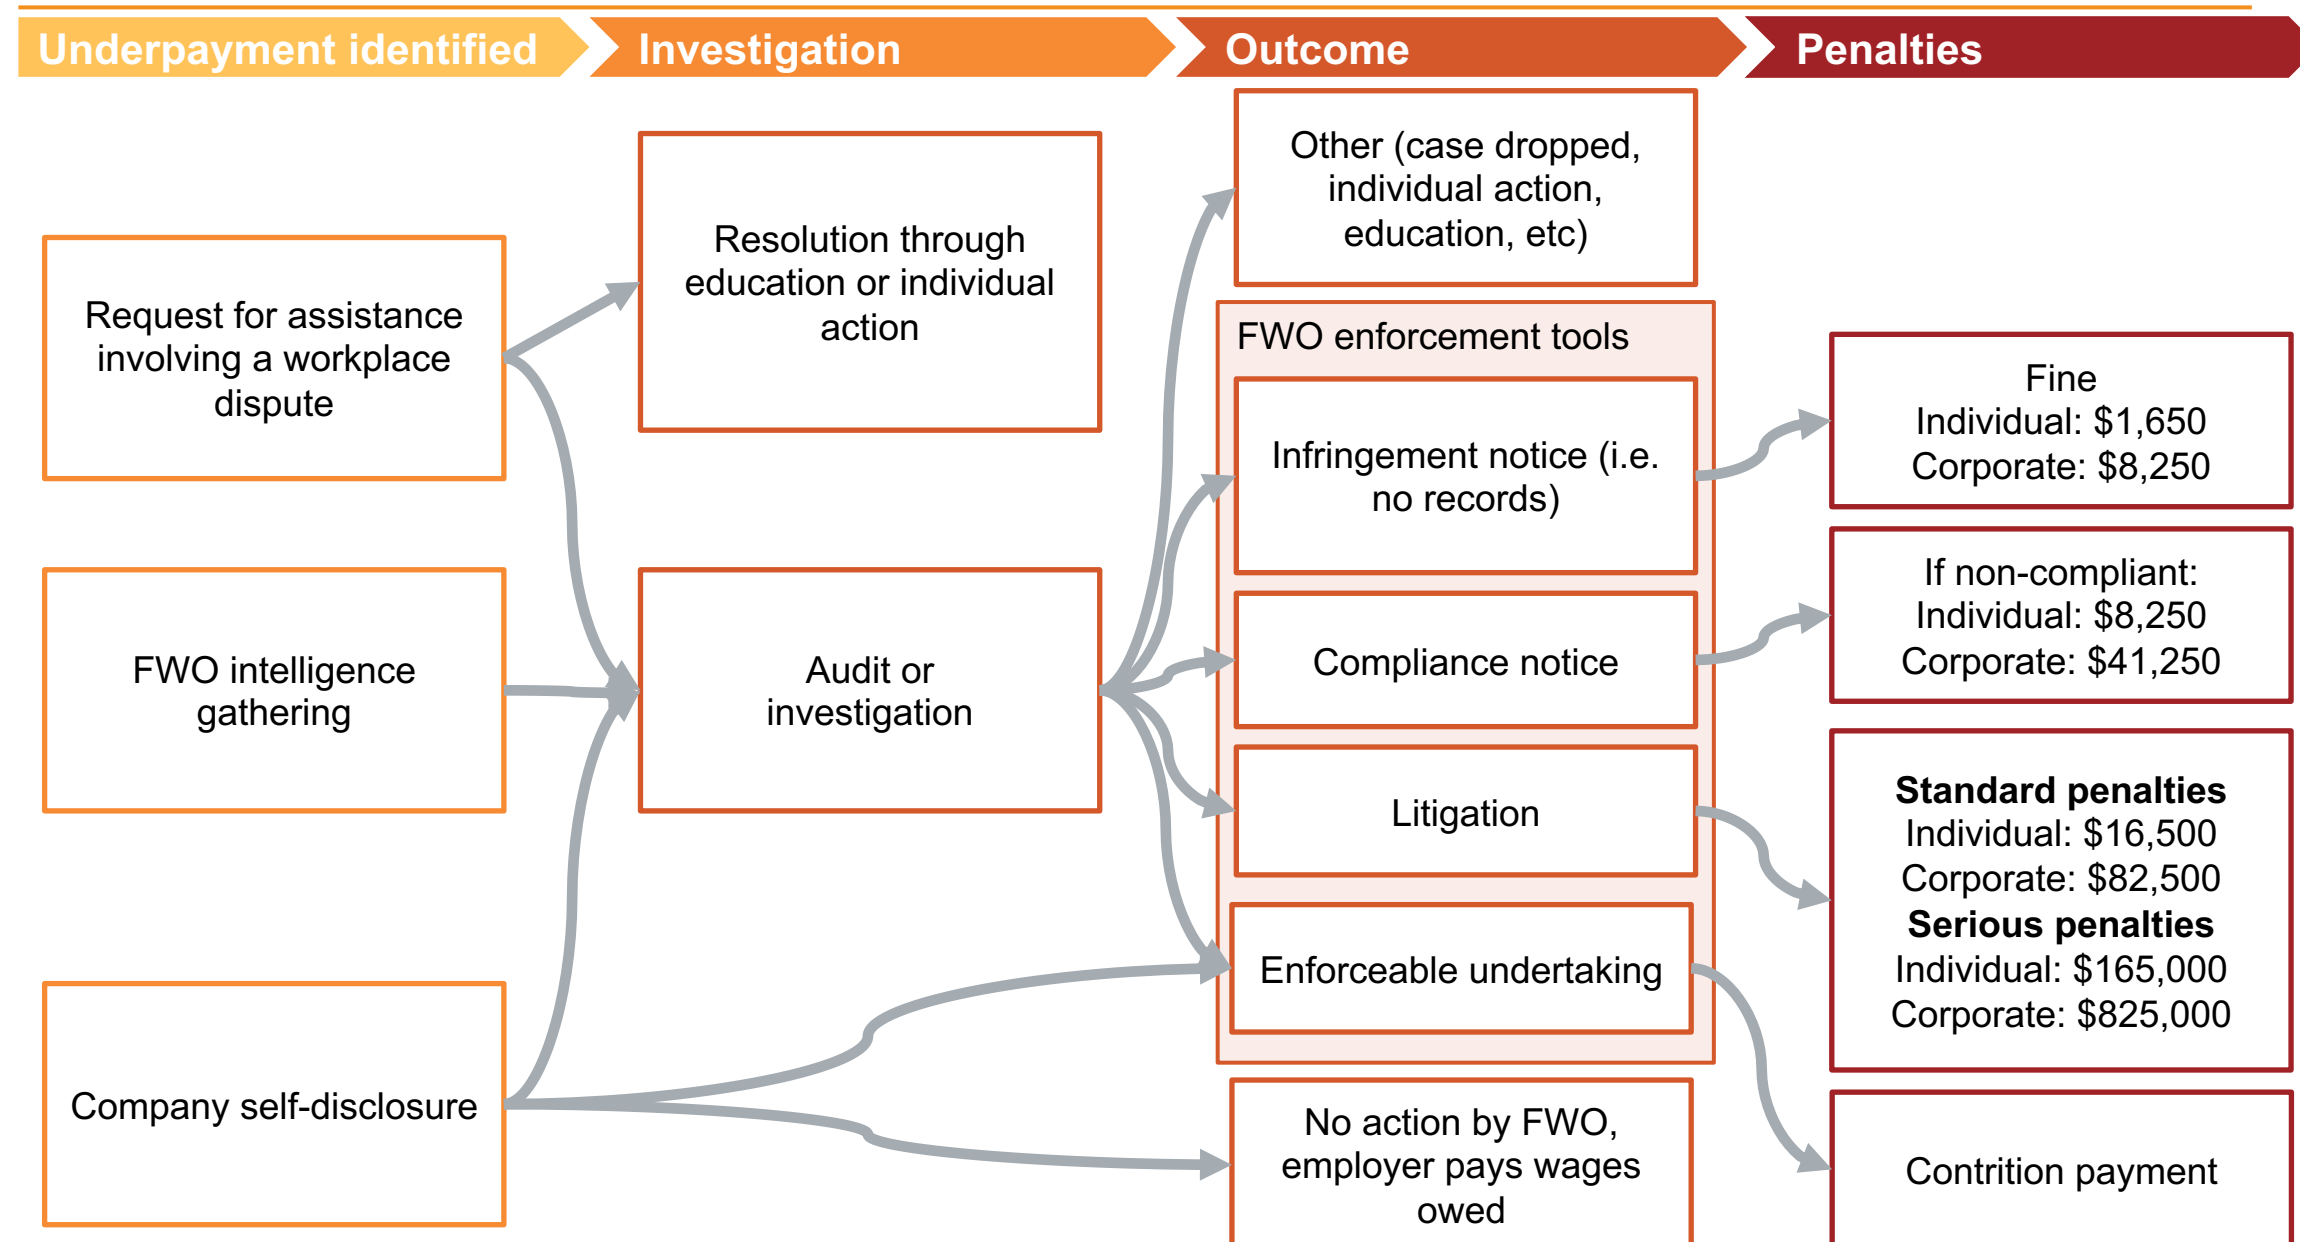 Underpayment identified
Investigation
Outcome
Penalties
Request for assistance
involving a workplace
dispute
FWO intelligence
gathering
Company self-disclosure
Resolution through
education or individual
action
Audit or
investigation
Other (case dropped,
individual action,
education, etc)
FWO enforcement tools
Infringement notice (i.e.
no records)
Compliance notice
Litigation
Enforceable undertaking
No action by FWO,
employer pays wages
owed
Fine
Individual: $1,650
Corporate: $8,250
If non-compliant:
Individual: $8,250
Corporate: $41,250
Standard penalties
Individual: $16,500
Corporate: $82,500
Serious penalties
Individual: $165,000
Corporate: $825,000
Contrition payment